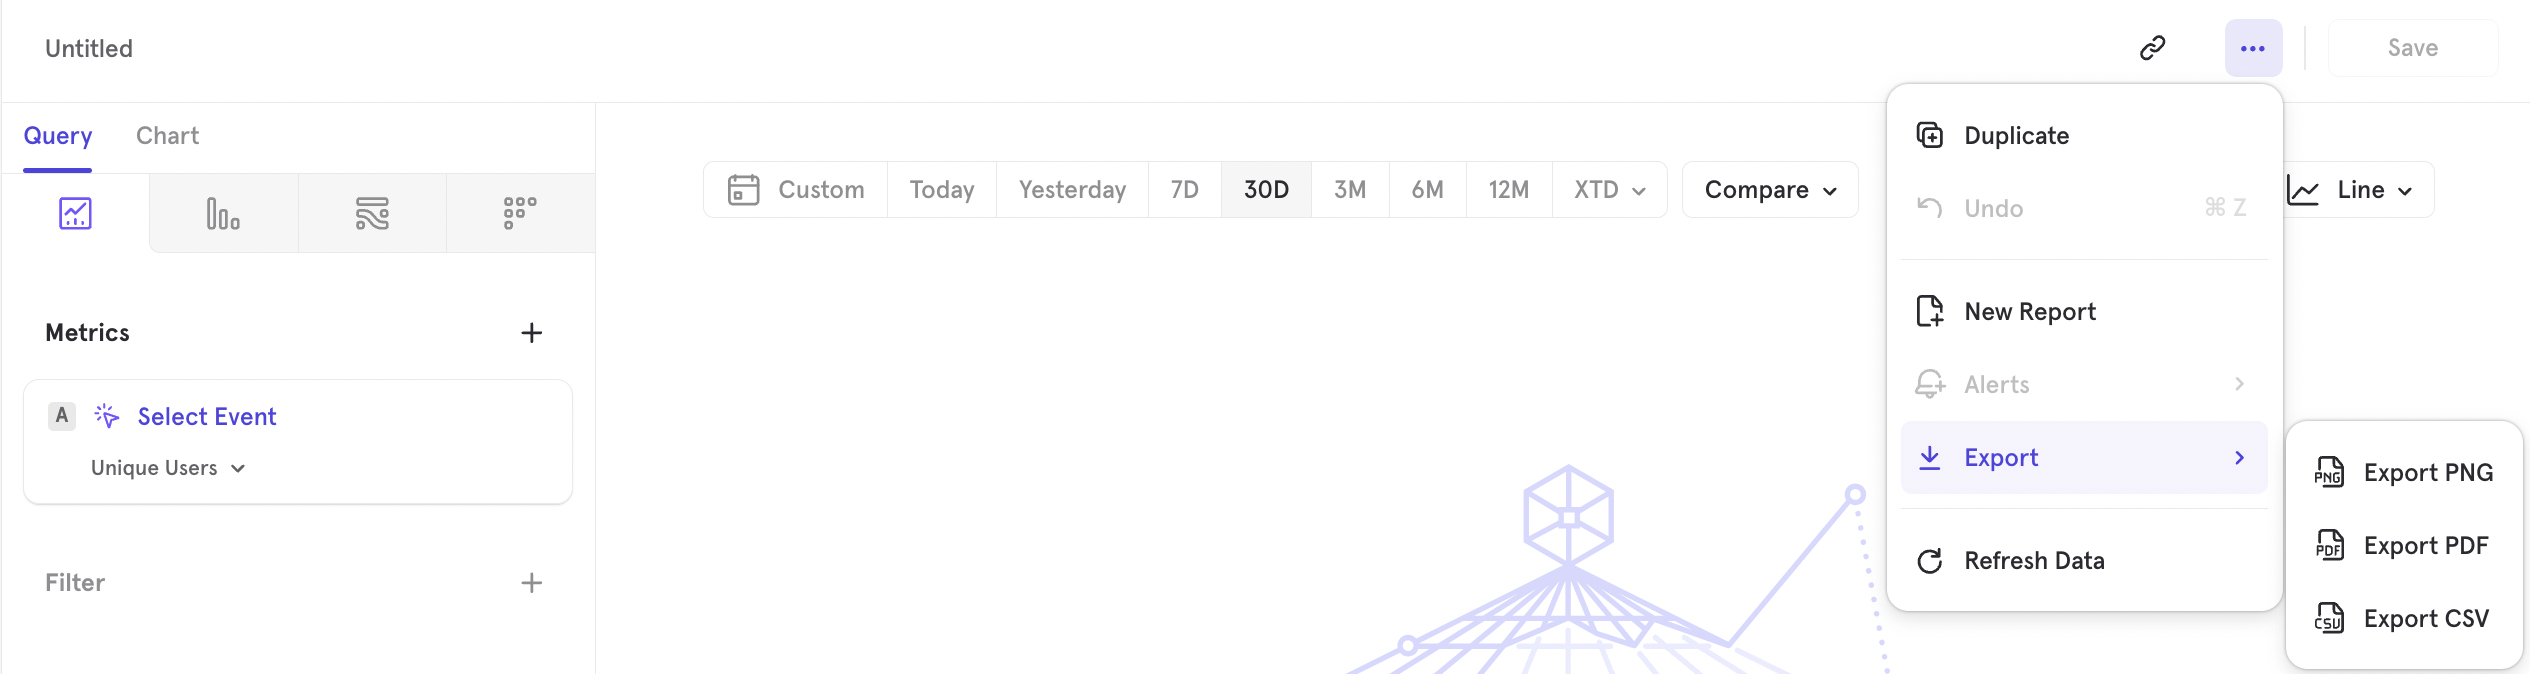 Untitled
Save
Query
Chart
Custom
Today
Yesterday
7D
30D
3M
6M
12M
XTD
Compare
Line
Metrics
A
Select Event
Unique Users
Filter
Duplicate
Undo
⌘ Z
New Report
Alerts
Export
Refresh Data
PNG
Export PNG
PDF
Export PDF
CSV
Export CSV